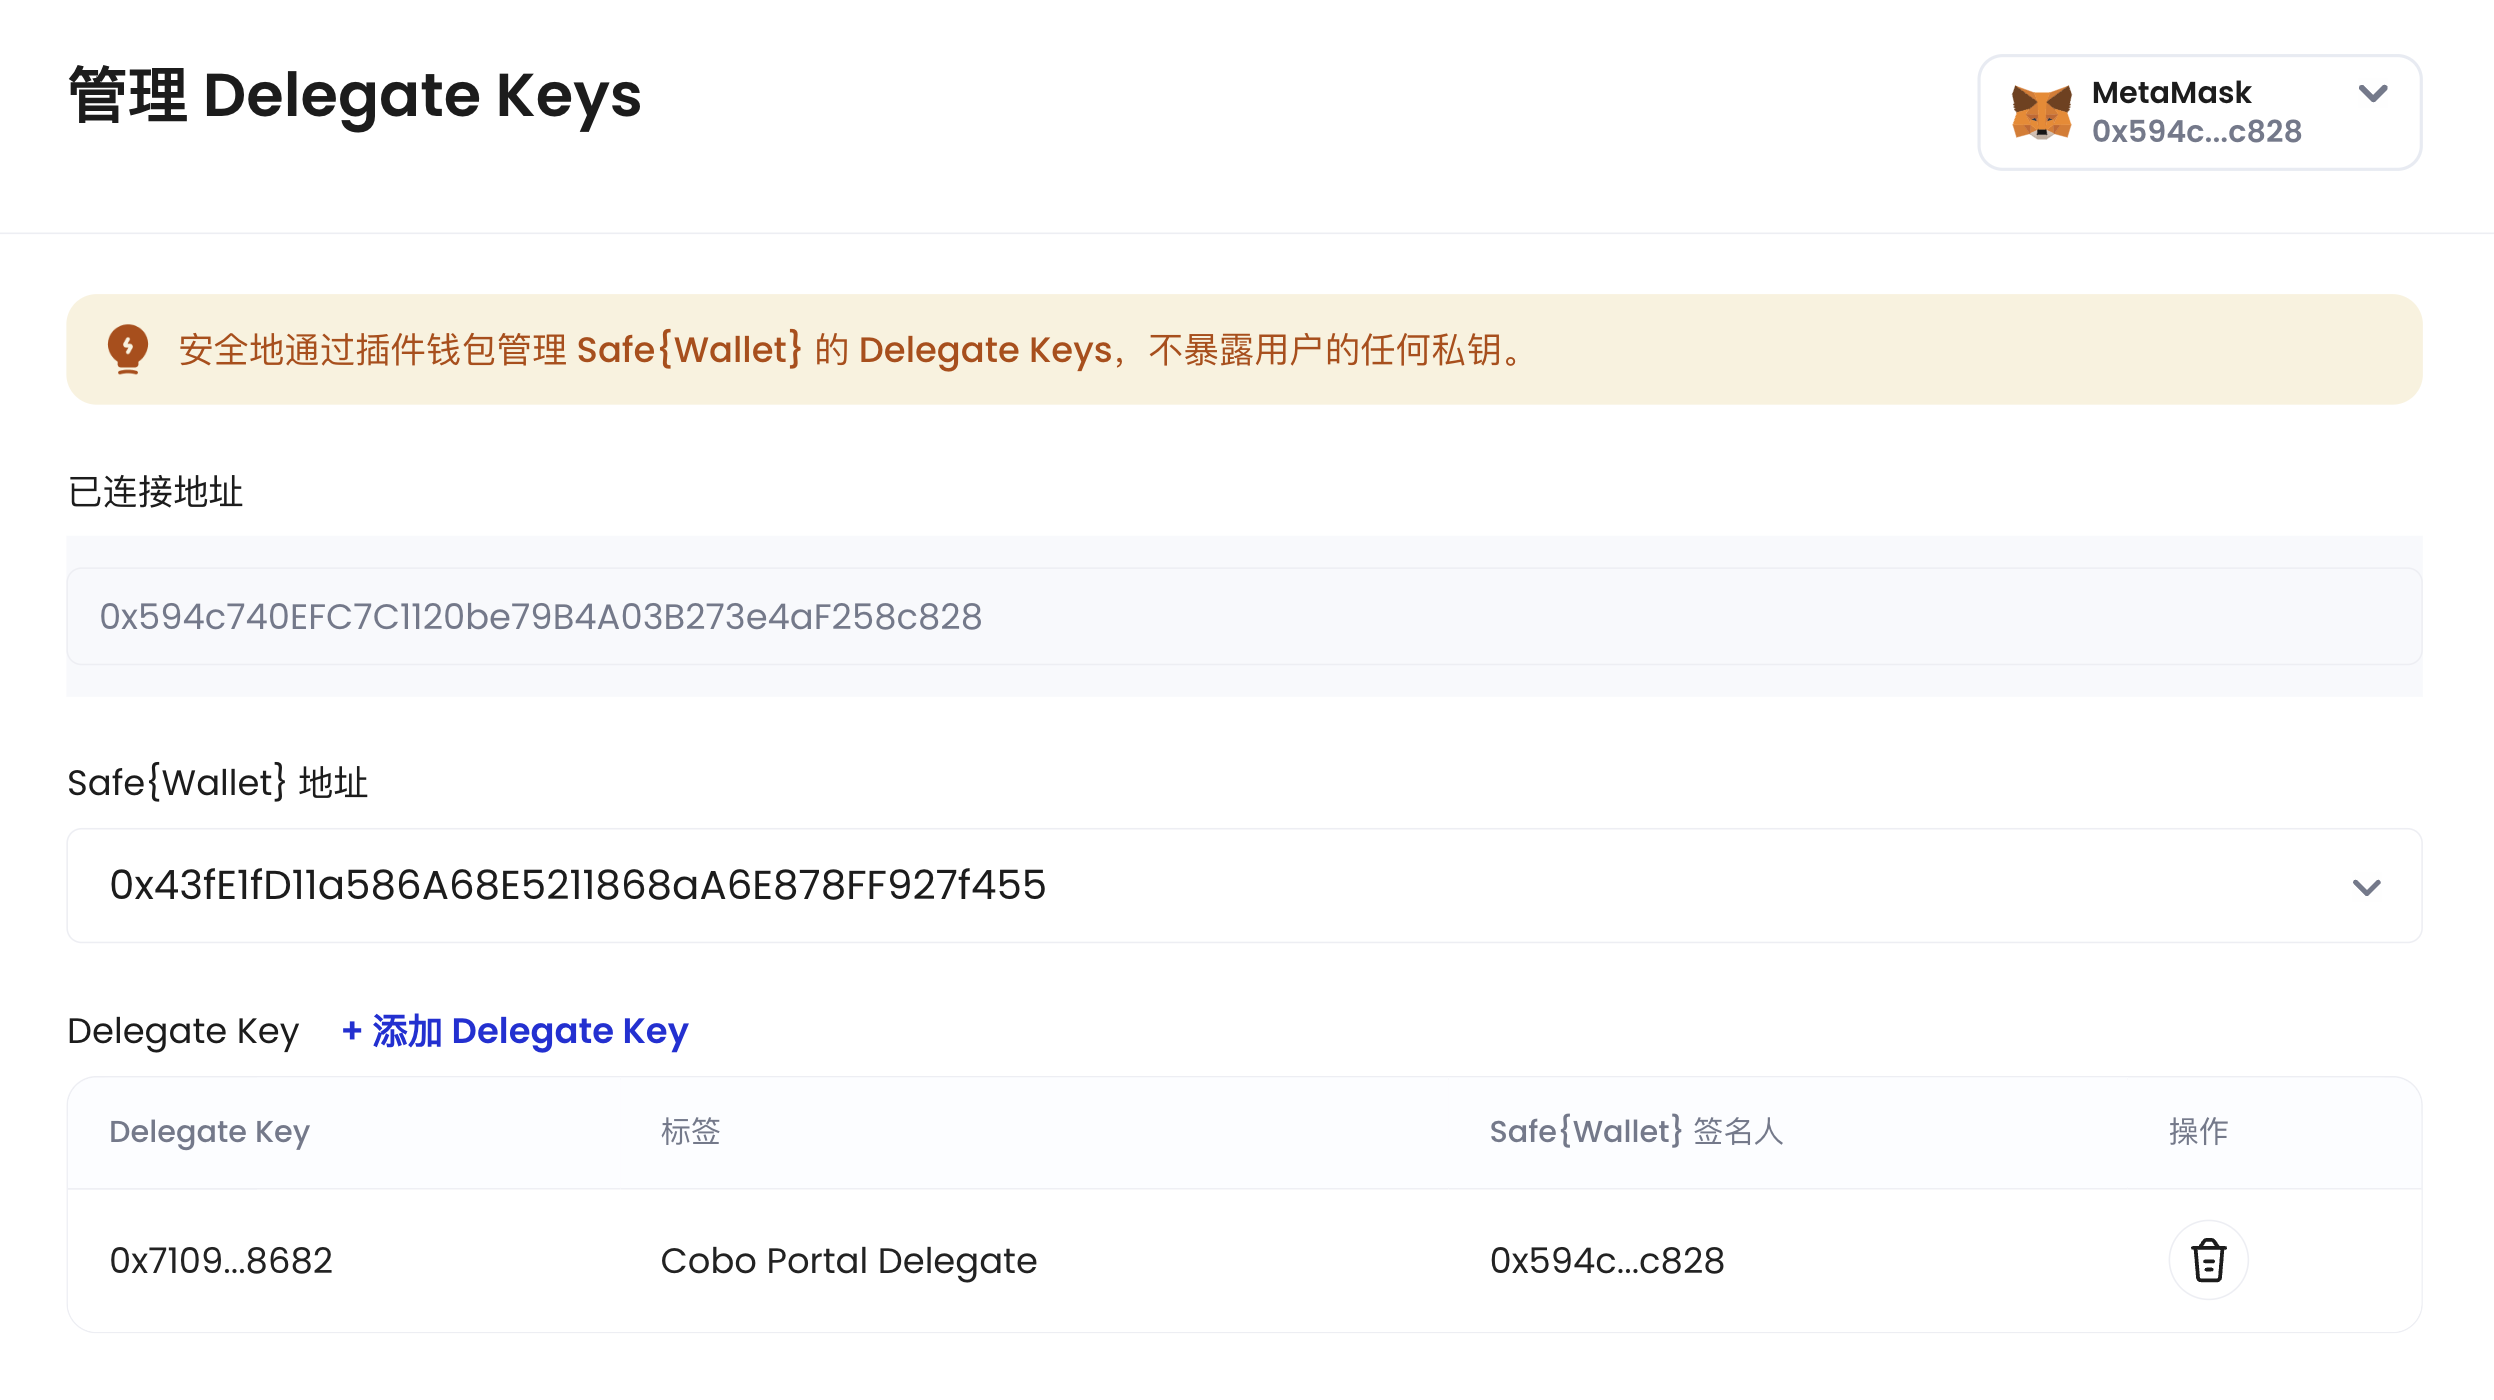 管理 Delegate Keys
MetaMask
0x594c...c828
安全地通过插件钱包管理 Safe{Wallet} 的 Delegate Keys，不暴露用户的任何私钥。
已连接地址
0x594c740EFC7C1120be79B4A03B273e4aF258c828
Safe{Wallet} 地址
0x43fE1fD11a586A68E5211868aA6E878FF927f455
Delegate Key + 添加 Delegate Key
Delegate Key 标签 Safe{Wallet} 签名人 操作
0x7109...8682 Cobo Portal Delegate 0x594c...c828